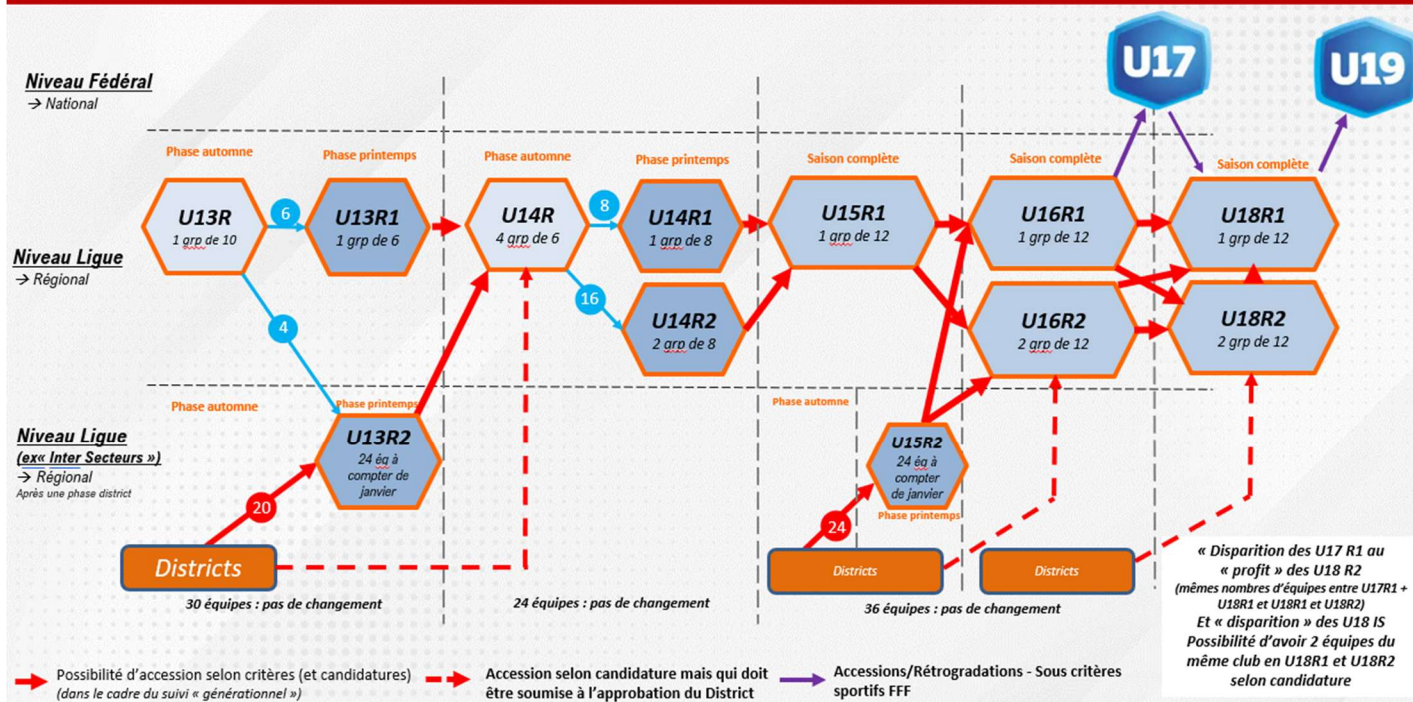 U17
U19
Niveau Fédéral
→ National
Phase automne
Phase printemps
Phase automne
Phase printemps
Saison complète
Saison complète
Saison complète
Niveau Ligue
→ Régional
U13R
1 grp de 10
6
U13R1
1 grp de 6
U14R
4 grp de 6
8
U14R1
1 grp de 8
U15R1
1 grp de 12
U16R1
1 grp de 12
U18R1
1 grp de 12
4
16
U14R2
2 grp de 8
U16R2
2 grp de 12
U18R2
2 grp de 12
Niveau Ligue
(ex« Inter Secteurs »)
→ Régional
Après une phase district
Phase automne
Phase printemps
U13R2
24 éq à
compter de
janvier
20
Districts
Phase automne
U15R2
24 éq à
compter
de janvier
Phase printemps
24
Districts
Districts
30 équipes : pas de changement
24 équipes : pas de changement
36 équipes : pas de changement
« Disparition des U17 R1 au
« profit » des U18 R2
(mêmes nombres d'équipes entre U17R1 +
U18R1 et U18R1 et U18R2)
Et « disparition » des U18 IS
Possibilité d'avoir 2 équipes du
même club en U18R1 et U18R2
selon candidature
Possibilité d'accession selon critères (et candidatures)
(dans le cadre du suivi « générationnel »)
Accession selon candidature mais qui doit
être soumise à l'approbation du District
Accessions/Rétrogradations - Sous critères
sportifs FFF